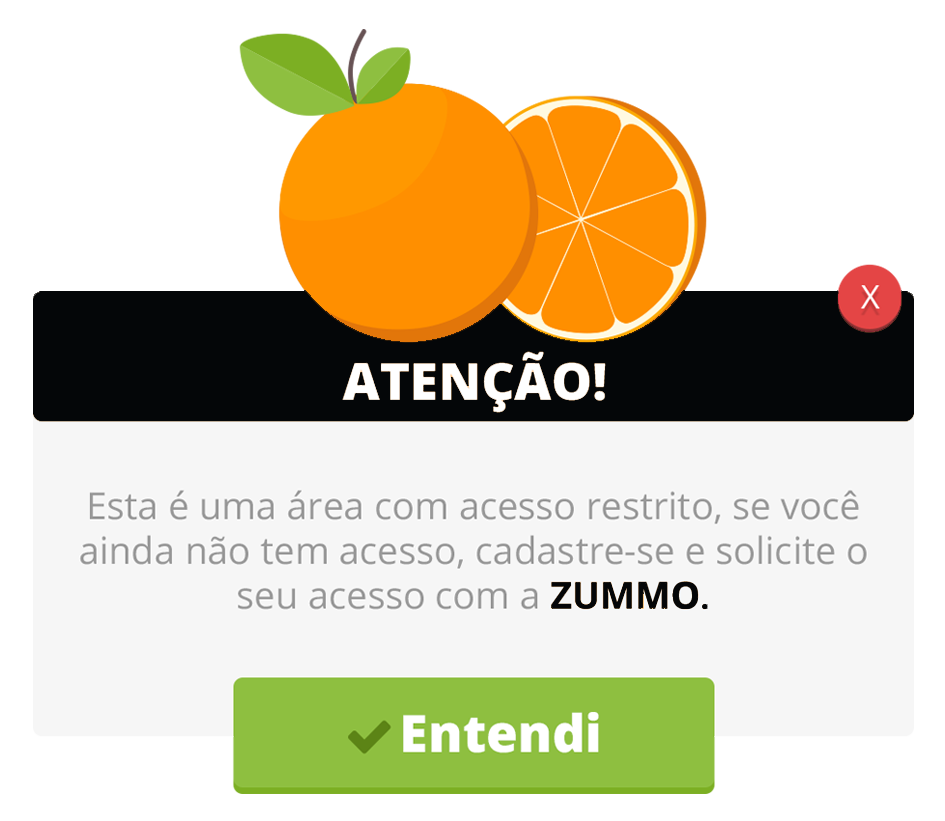 X
ATENÇÃO!
Esta é uma área com acesso restrito, se você
ainda não tem acesso, cadastre-se e solicite o
seu acesso com a ZUMMO.
Entendi